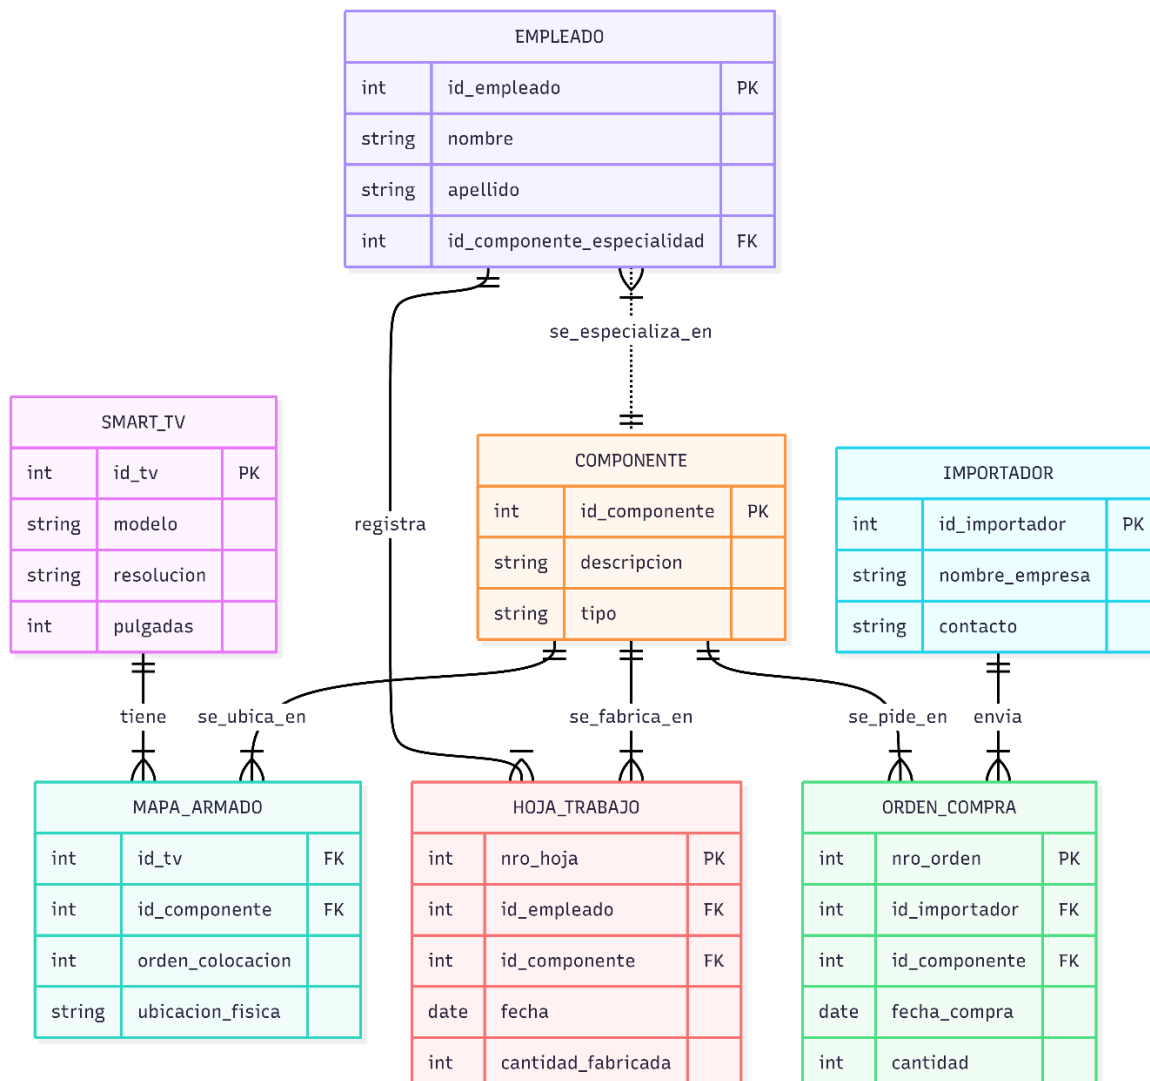 EMPLEADO
int id_empleado PK
string nombre
string apellido
int id_componente_especialidad FK
se_especializa_en
SMART_TV
int id_tv PK
string modelo
string resolucion
int pulgadas
registra
COMPONENTE
int id_componente PK
string descripcion
string tipo
IMPORTADOR
int id_importador PK
string nombre_empresa
string contacto
tiene
se_ubica_en
se_fabrica_en
se_pide_en
envia
MAPA_ARMADO
int id_tv FK
int id_componente FK
int orden_colocacion
string ubicacion_fisica
HOJA_TRABAJO
int nro_hoja PK
int id_empleado FK
int id_componente FK
date fecha
int cantidad_fabricada
ORDEN_COMPRA
int nro_orden PK
int id_importador FK
int id_componente FK
date fecha_compra
int cantidad